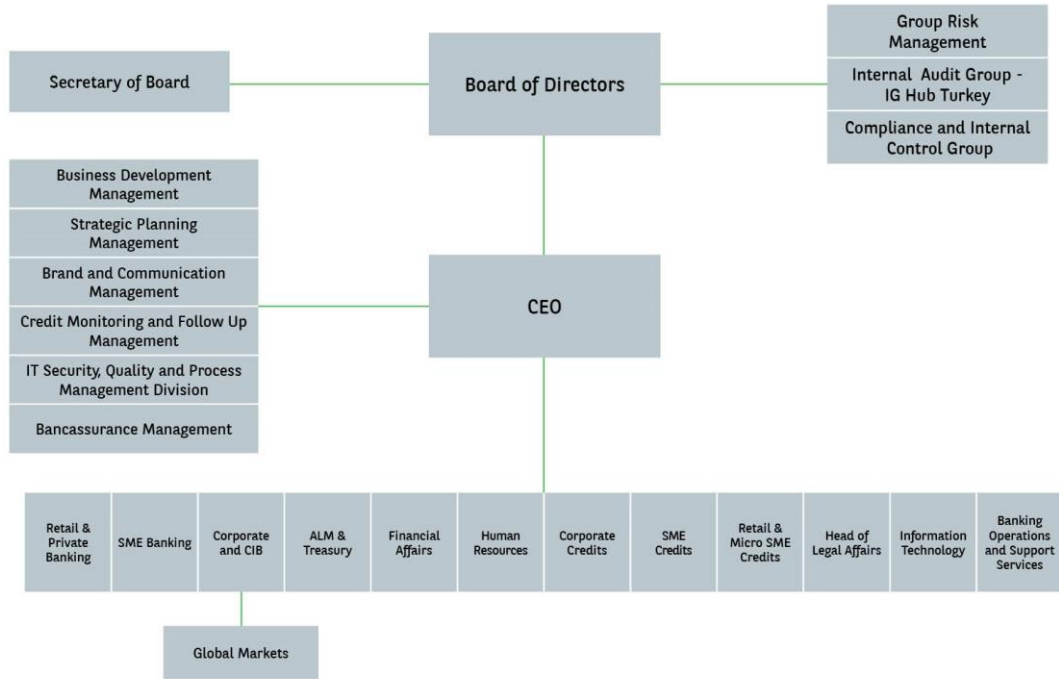 Group Risk
Management
Secretary of Board
Board of Directors
Internal Audit Group -
IG Hub Turkey
Compliance and Internal
Control Group
Business Development
Management
Strategic Planning
Management
Brand and Communication
Management
CEO
Credit Monitoring and Follow Up
Management
IT Security, Quality and Process
Management Division
Bancassurance Management
Retail &
Private
Banking
SME Banking
Corporate
and CIB
ALM &
Treasury
Financial
Affairs
Human
Resources
Corporate
Credits
SME
Credits
Retail &
Micro SME
Credits
Head of
Legal Affairs
Information
Technology
Banking
Operations
and Support
Services
Global Markets